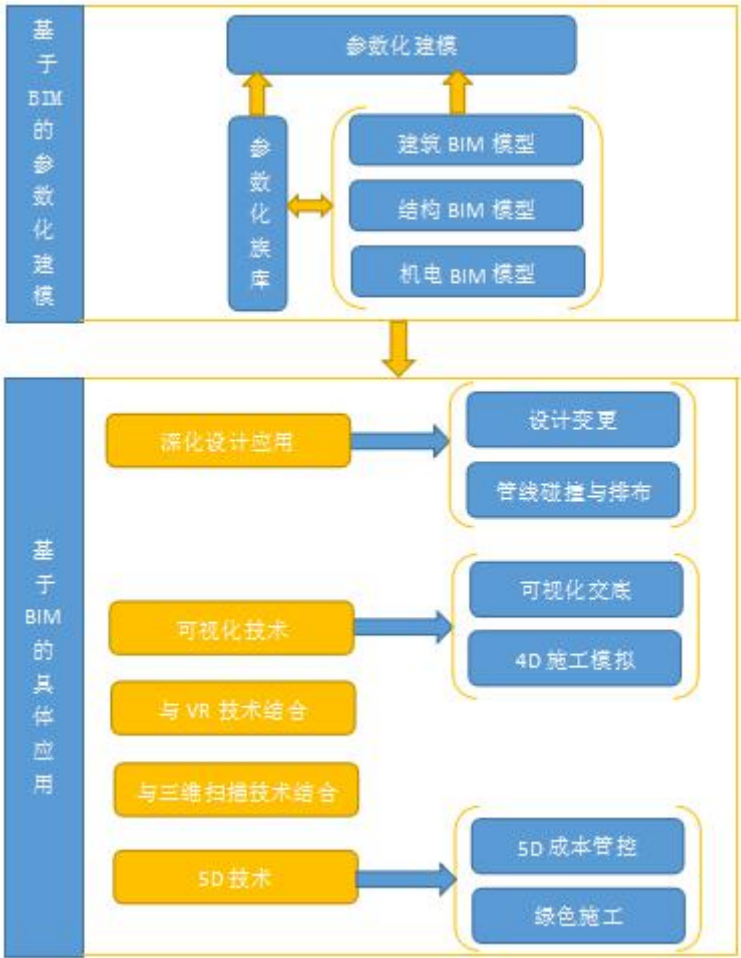 基于BIM的参数化建模
参数化建模
参数化族库
建筑 BIM 模型
结构 BIM 模型
机电 BIM 模型
基于BIM的具体应用
深化设计应用
设计变更
管线碰撞与排布
可视化技术
可视化交底
4D 施工模拟
与 VR 技术结合
与三维扫描技术结合
5D 技术
5D 成本管控
绿色施工